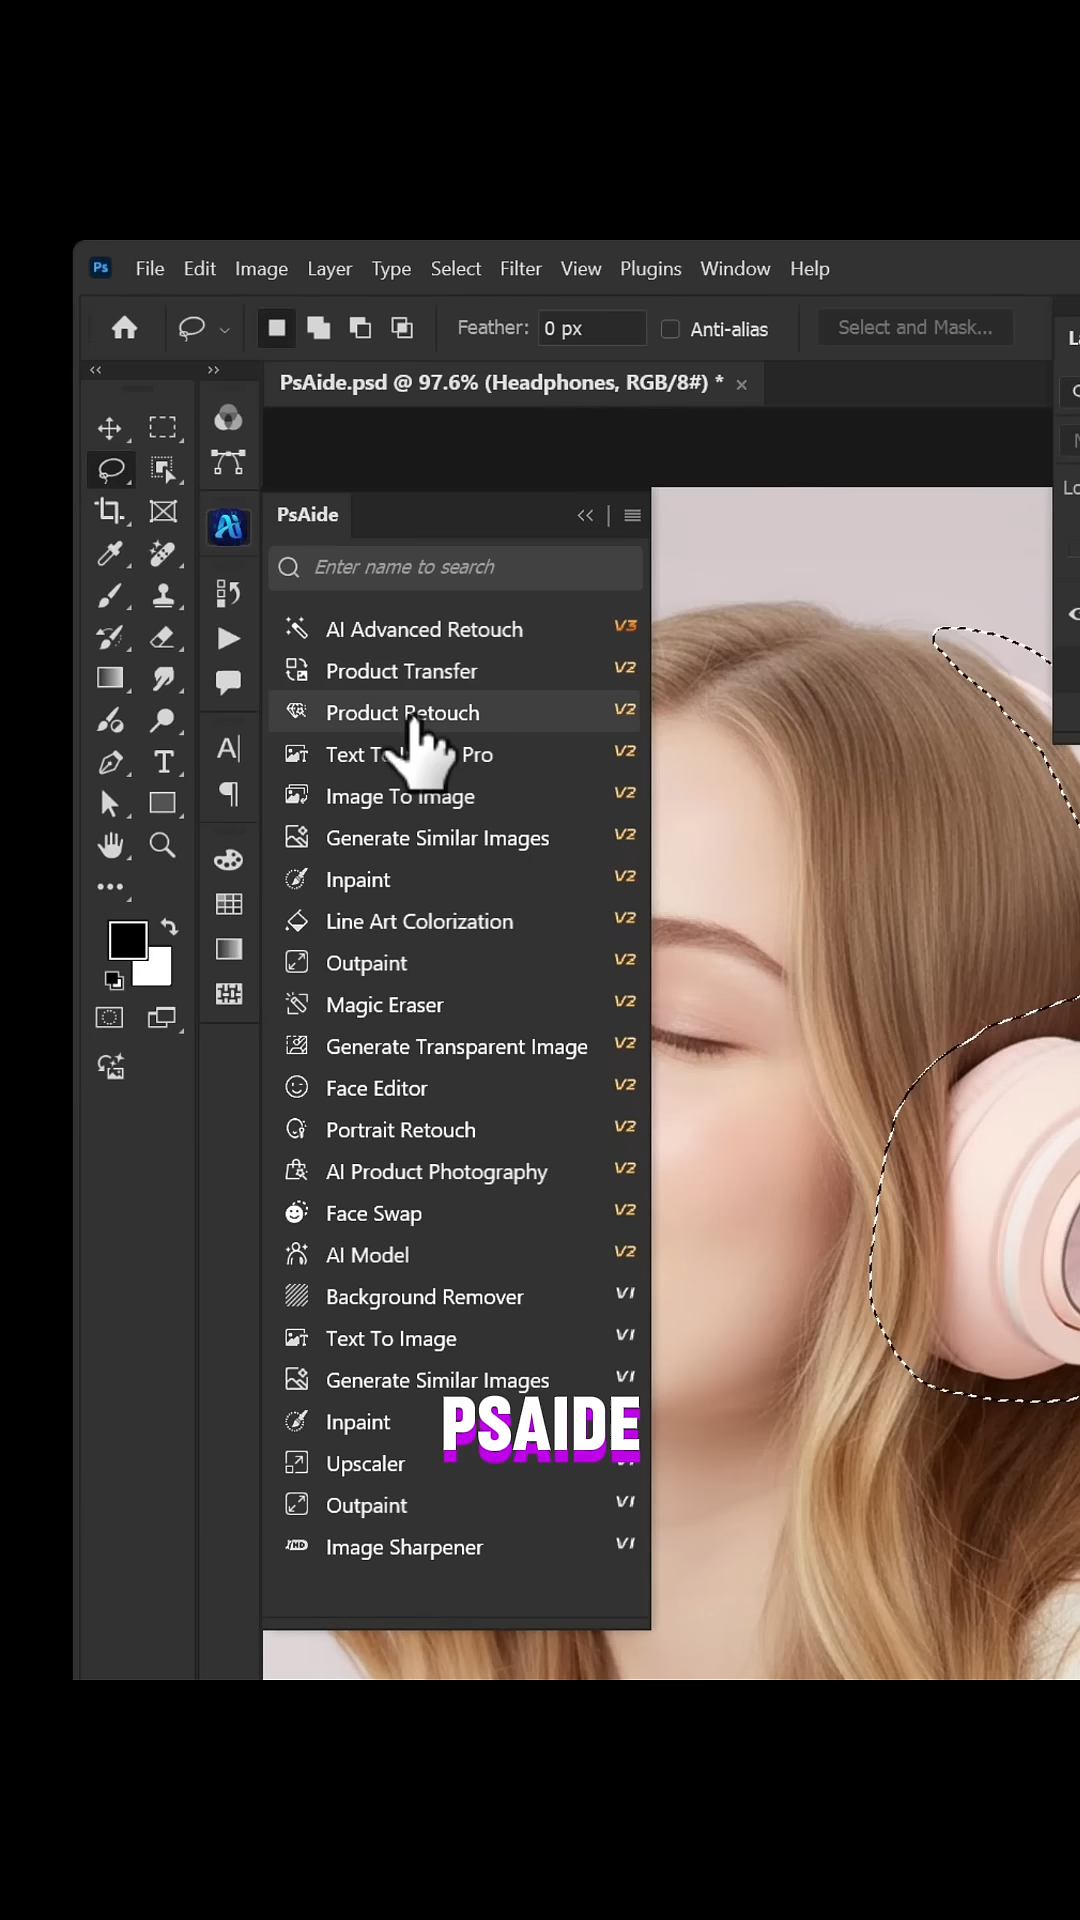 Ps File Edit Image Layer Type Select Filter View Plugins Window Help
Feather: 0 px Anti-alias Select and Mask...
PsAide.psd @ 97.6% (Headphones, RGB/8#) * ×
PsAide
Enter name to search
AI Advanced Retouch V3
Product Transfer V2
Product Retouch V2
Text To Pro V2
Image To Image V2
Generate Similar Images V2
Inpaint V2
Line Art Colorization V2
Outpaint V2
Magic Eraser V2
Generate Transparent Image V2
Face Editor V2
Portrait Retouch V2
AI Product Photography V2
Face Swap V2
AI Model V2
Background Remover V1
Text To Image V1
Generate Similar Images V1
Inpaint
PSAIDE
Upscaler
Outpaint V1
Image Sharpener V1